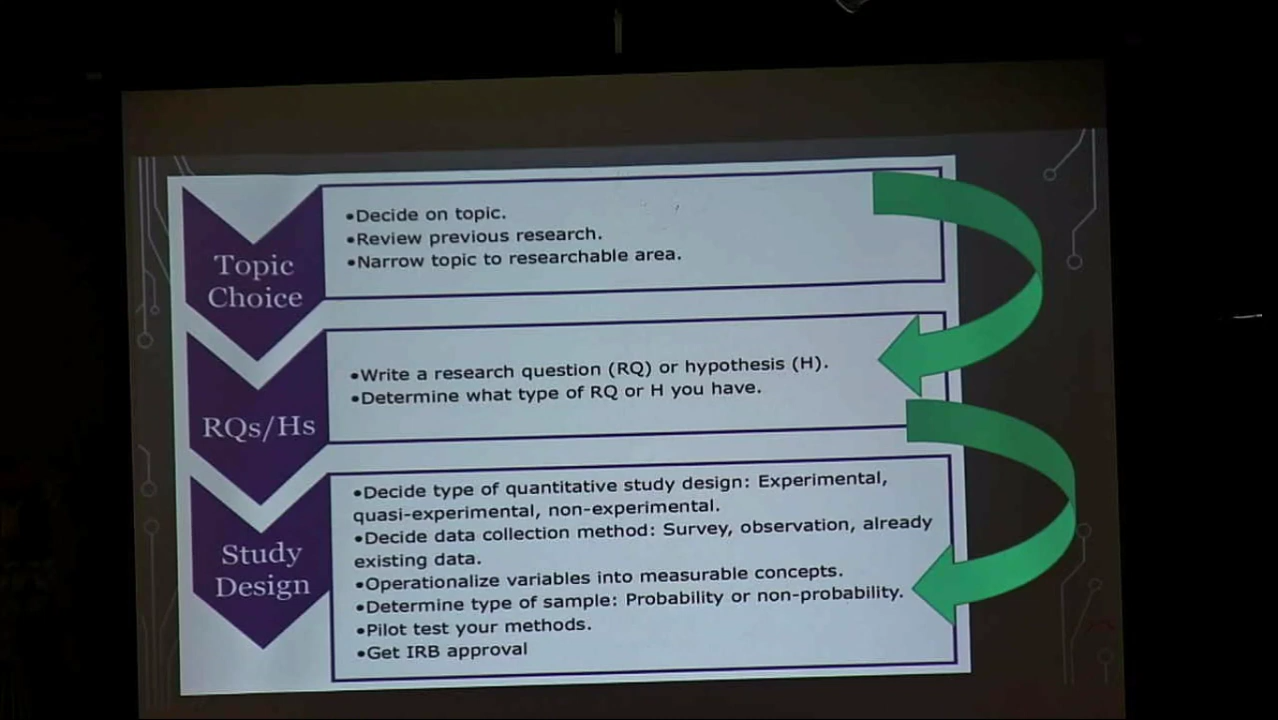 Topic
Choice
•Decide on topic.
•Review previous research.
•Narrow topic to researchable area.
RQs/Hs
•Write a research question (RQ) or hypothesis (H).
•Determine what type of RQ or H you have.
Study
Design
•Decide type of quantitative study design: Experimental,
quasi-experimental, non-experimental.
•Decide data collection method: Survey, observation, already
existing data.
•Operationalize variables into measurable concepts.
•Determine type of sample: Probability or non-probability.
•Pilot test your methods.
•Get IRB approval